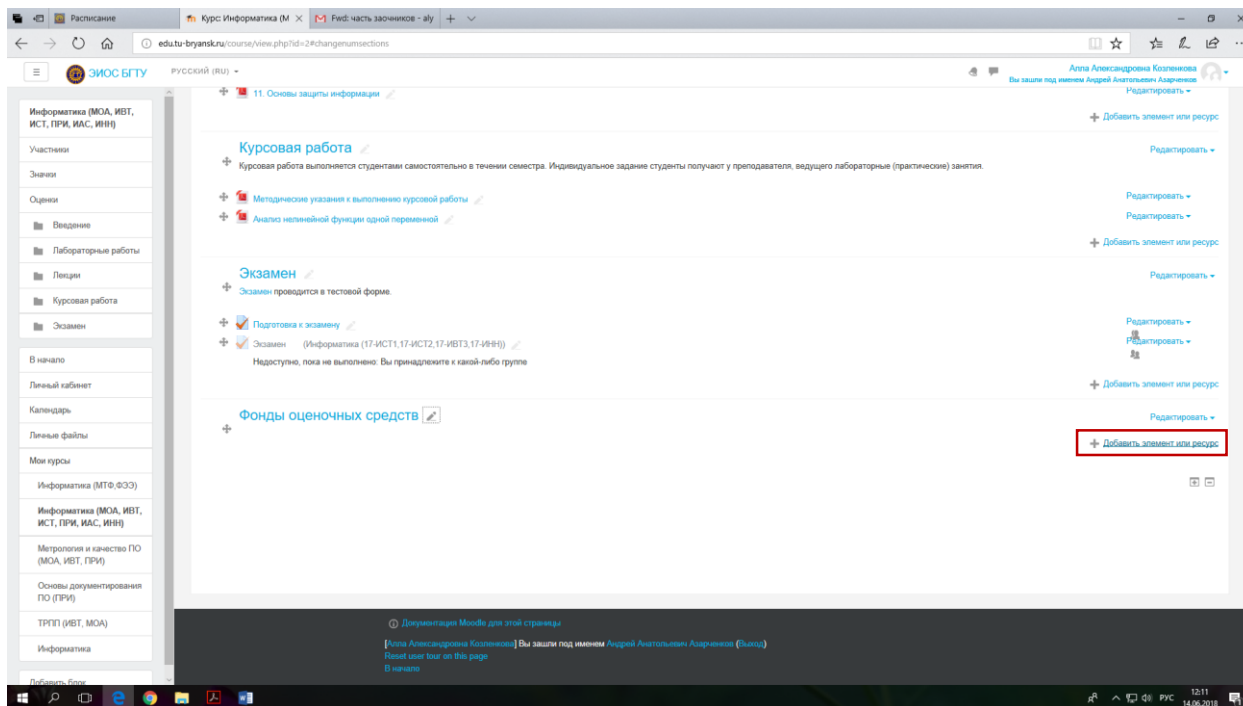 Расписание
Курс: Информатика (М
Fwd: часть заочников - aly
edu.tu-bryansk.ru/course/view.php?id=2#changenumsections
ЭИОС БГТУ
РУССКИЙ (RU)
Алла Александровна Козленкова
Вы зашли под именем Андрей Анатольевич Азарченков
Информатика (МОА, ИВТ,
ИСТ, ПРИ, ИАС, ИНН)
Участники
Значки
Оценки
Введение
Лабораторные работы
Лекции
Курсовая работа
Экзамен
В начало
Личный кабинет
Календарь
Личные файлы
Мои курсы
Информатика (МТФ,ФЭЭ)
Информатика (МОА, ИВТ,
ИСТ, ПРИ, ИАС, ИНН)
Метрология и качество ПО
(МОА, ИВТ, ПРИ)
Основы документирования
ПО (ПРИ)
ТРПП (ИВТ, МОА)
Информатика
Добавить блок
11. Основы защиты информации
Редактировать
Добавить элемент или ресурс
Курсовая работа
Редактировать
Курсовая работа выполняется студентами самостоятельно в течении семестра. Индивидуальное задание студенты получают у преподавателя, ведущего лабораторные (практические) занятия.
Методические указания к выполнению курсовой работы
Редактировать
Анализ нелинейной функции одной переменной
Редактировать
Добавить элемент или ресурс
Экзамен
Редактировать
Экзамен проводится в тестовой форме.
Подготовка к экзамену
Редактировать
Экзамен (Информатика (17-ИСТ1,17-ИСТ2,17-ИВТ3,17-ИНН))
Редактировать
Недоступно, пока не выполнено: Вы принадлежите к какой-либо группе
Добавить элемент или ресурс
Фонды оценочных средств
Редактировать
Добавить элемент или ресурс
Документация Moodle для этой страницы
[Алла Александровна Козленкова] Вы зашли под именем Андрей Анатольевич Азарченков (Выход)
Reset user tour on this page
В начало
РУС
12:11
14.06.2018